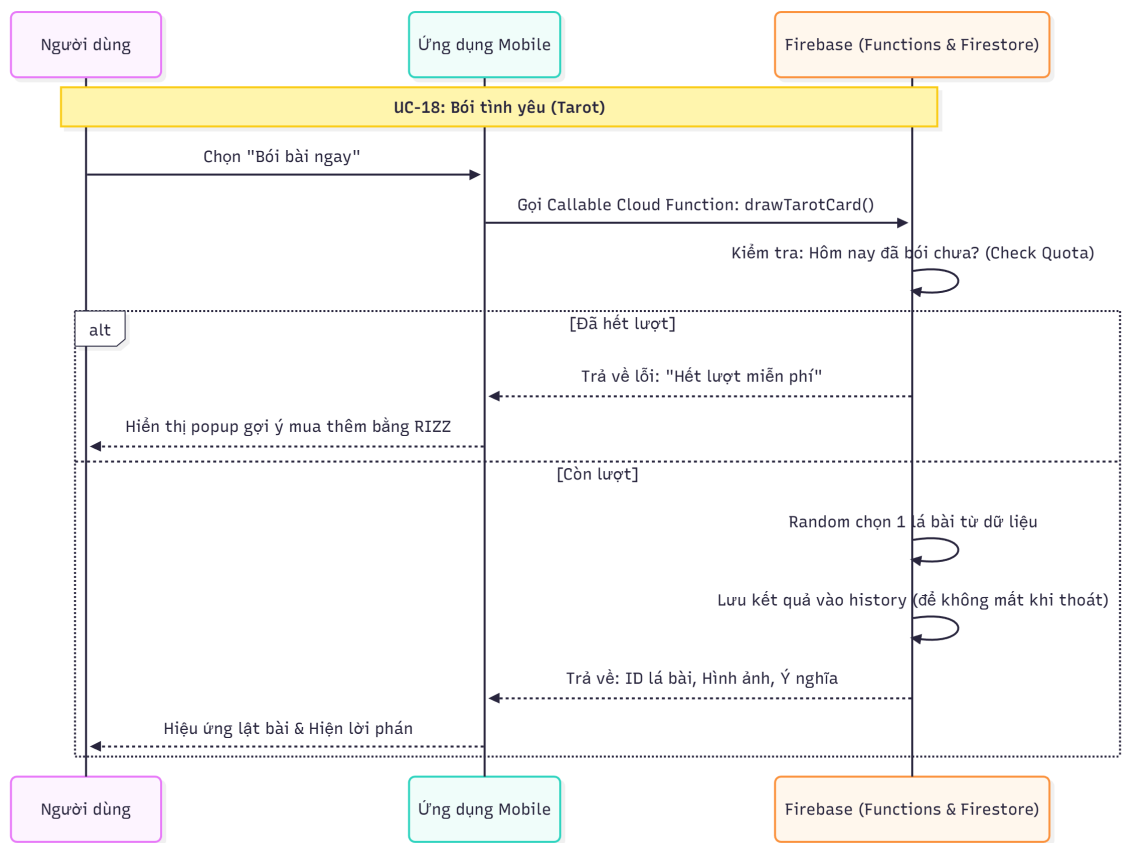 Người dùng
Ứng dụng Mobile
Firebase (Functions & Firestore)
UC-18: Bói tình yêu (Tarot)
Chọn "Bói bài ngay"
Gọi Callable Cloud Function: drawTarotCard()
Kiểm tra: Hôm nay đã bói chưa? (Check Quota)
alt
[Đã hết lượt]
Trả về lỗi: "Hết lượt miễn phí"
Hiển thị popup gợi ý mua thêm bằng RIZZ
[Còn lượt]
Random chọn 1 lá bài từ dữ liệu
Lưu kết quả vào history (để không mất khi thoát)
Trả về: ID lá bài, Hình ảnh, Ý nghĩa
Hiệu ứng lật bài & Hiện lời phán
Người dùng
Ứng dụng Mobile
Firebase (Functions & Firestore)